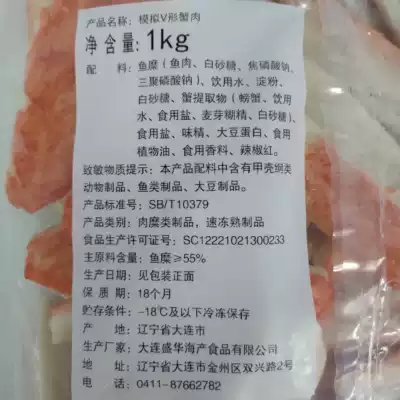 产品名称：模拟V形蟹肉
净含量：1kg
配　料：鱼糜（鱼肉、白砂糖、焦磷酸钠、
三聚磷酸钠）、饮用水、淀粉、
白砂糖、蟹提取物（螃蟹、饮用
水、食用盐、麦芽糊精、白砂糖）
、食用盐、味精、大豆蛋白、食用
植物油、食用香料、辣椒红。
致敏物质提示：本产品配料中含有甲壳纲类
动物制品、鱼类制品、大豆制品。
产品标准号：SB/T10379
产品类别：肉糜类制品，速冻熟制品
食品生产许可证号：SC12221021300233
主原料含量：鱼糜≥55%
生产日期：见包装正面
保 质 期：18个月
贮存条件：-18℃及以下冷冻保存
产　地：辽宁省大连市
生产厂家：大连盛华海产食品有限公司
地　址：辽宁省大连市金州区双兴路2号
电　话：0411-87662782